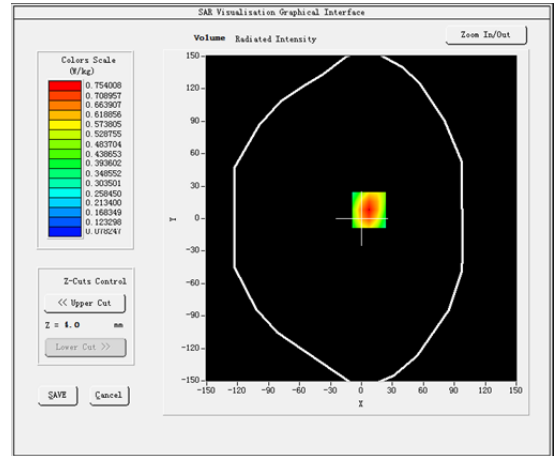 SAR Visualisation Graphical Interface
Volume Radiated Intensity
Zoom In/Out
Colors Scale
(W/kg)
0.754008
0.708957
0.663907
0.618856
0.573805
0.528755
0.483704
0.438653
0.393602
0.348552
0.303501
0.258450
0.213400
0.168349
0.123298
0.078247
150
120
90
60
30
0
-30
-60
-90
-120
-150
Y
-150 -120 -90 -60 -30 0 30 60 90 120 150
X
Z-Cuts Control
<< Upper Cut
Z = 4.0 mm
Lower Cut >>
SAVE Cancel